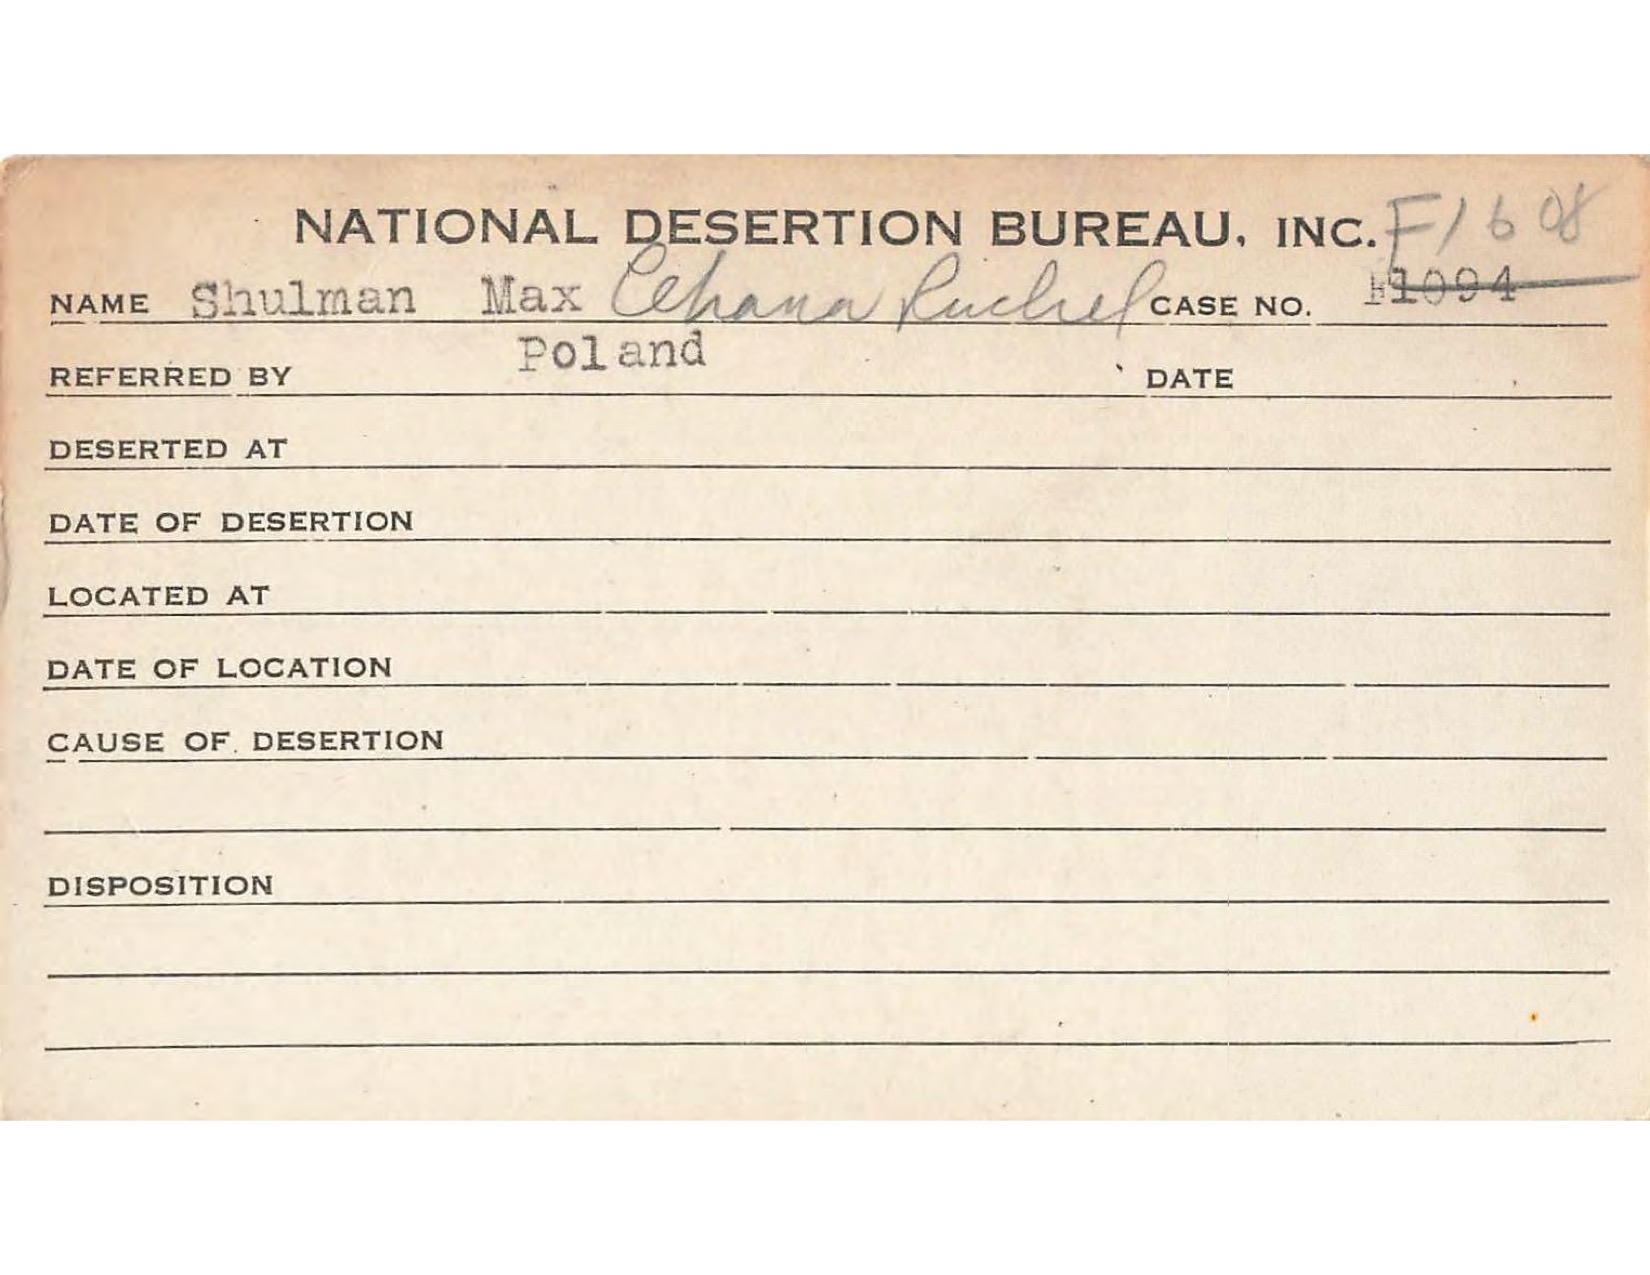 NATIONAL DESERTION BUREAU, INC. F1608
NAME Shulman Max Chana Ruchel CASE NO. F1094
Poland
REFERRED BY DATE
DESERTED AT
DATE OF DESERTION
LOCATED AT
DATE OF LOCATION
CAUSE OF DESERTION
DISPOSITION